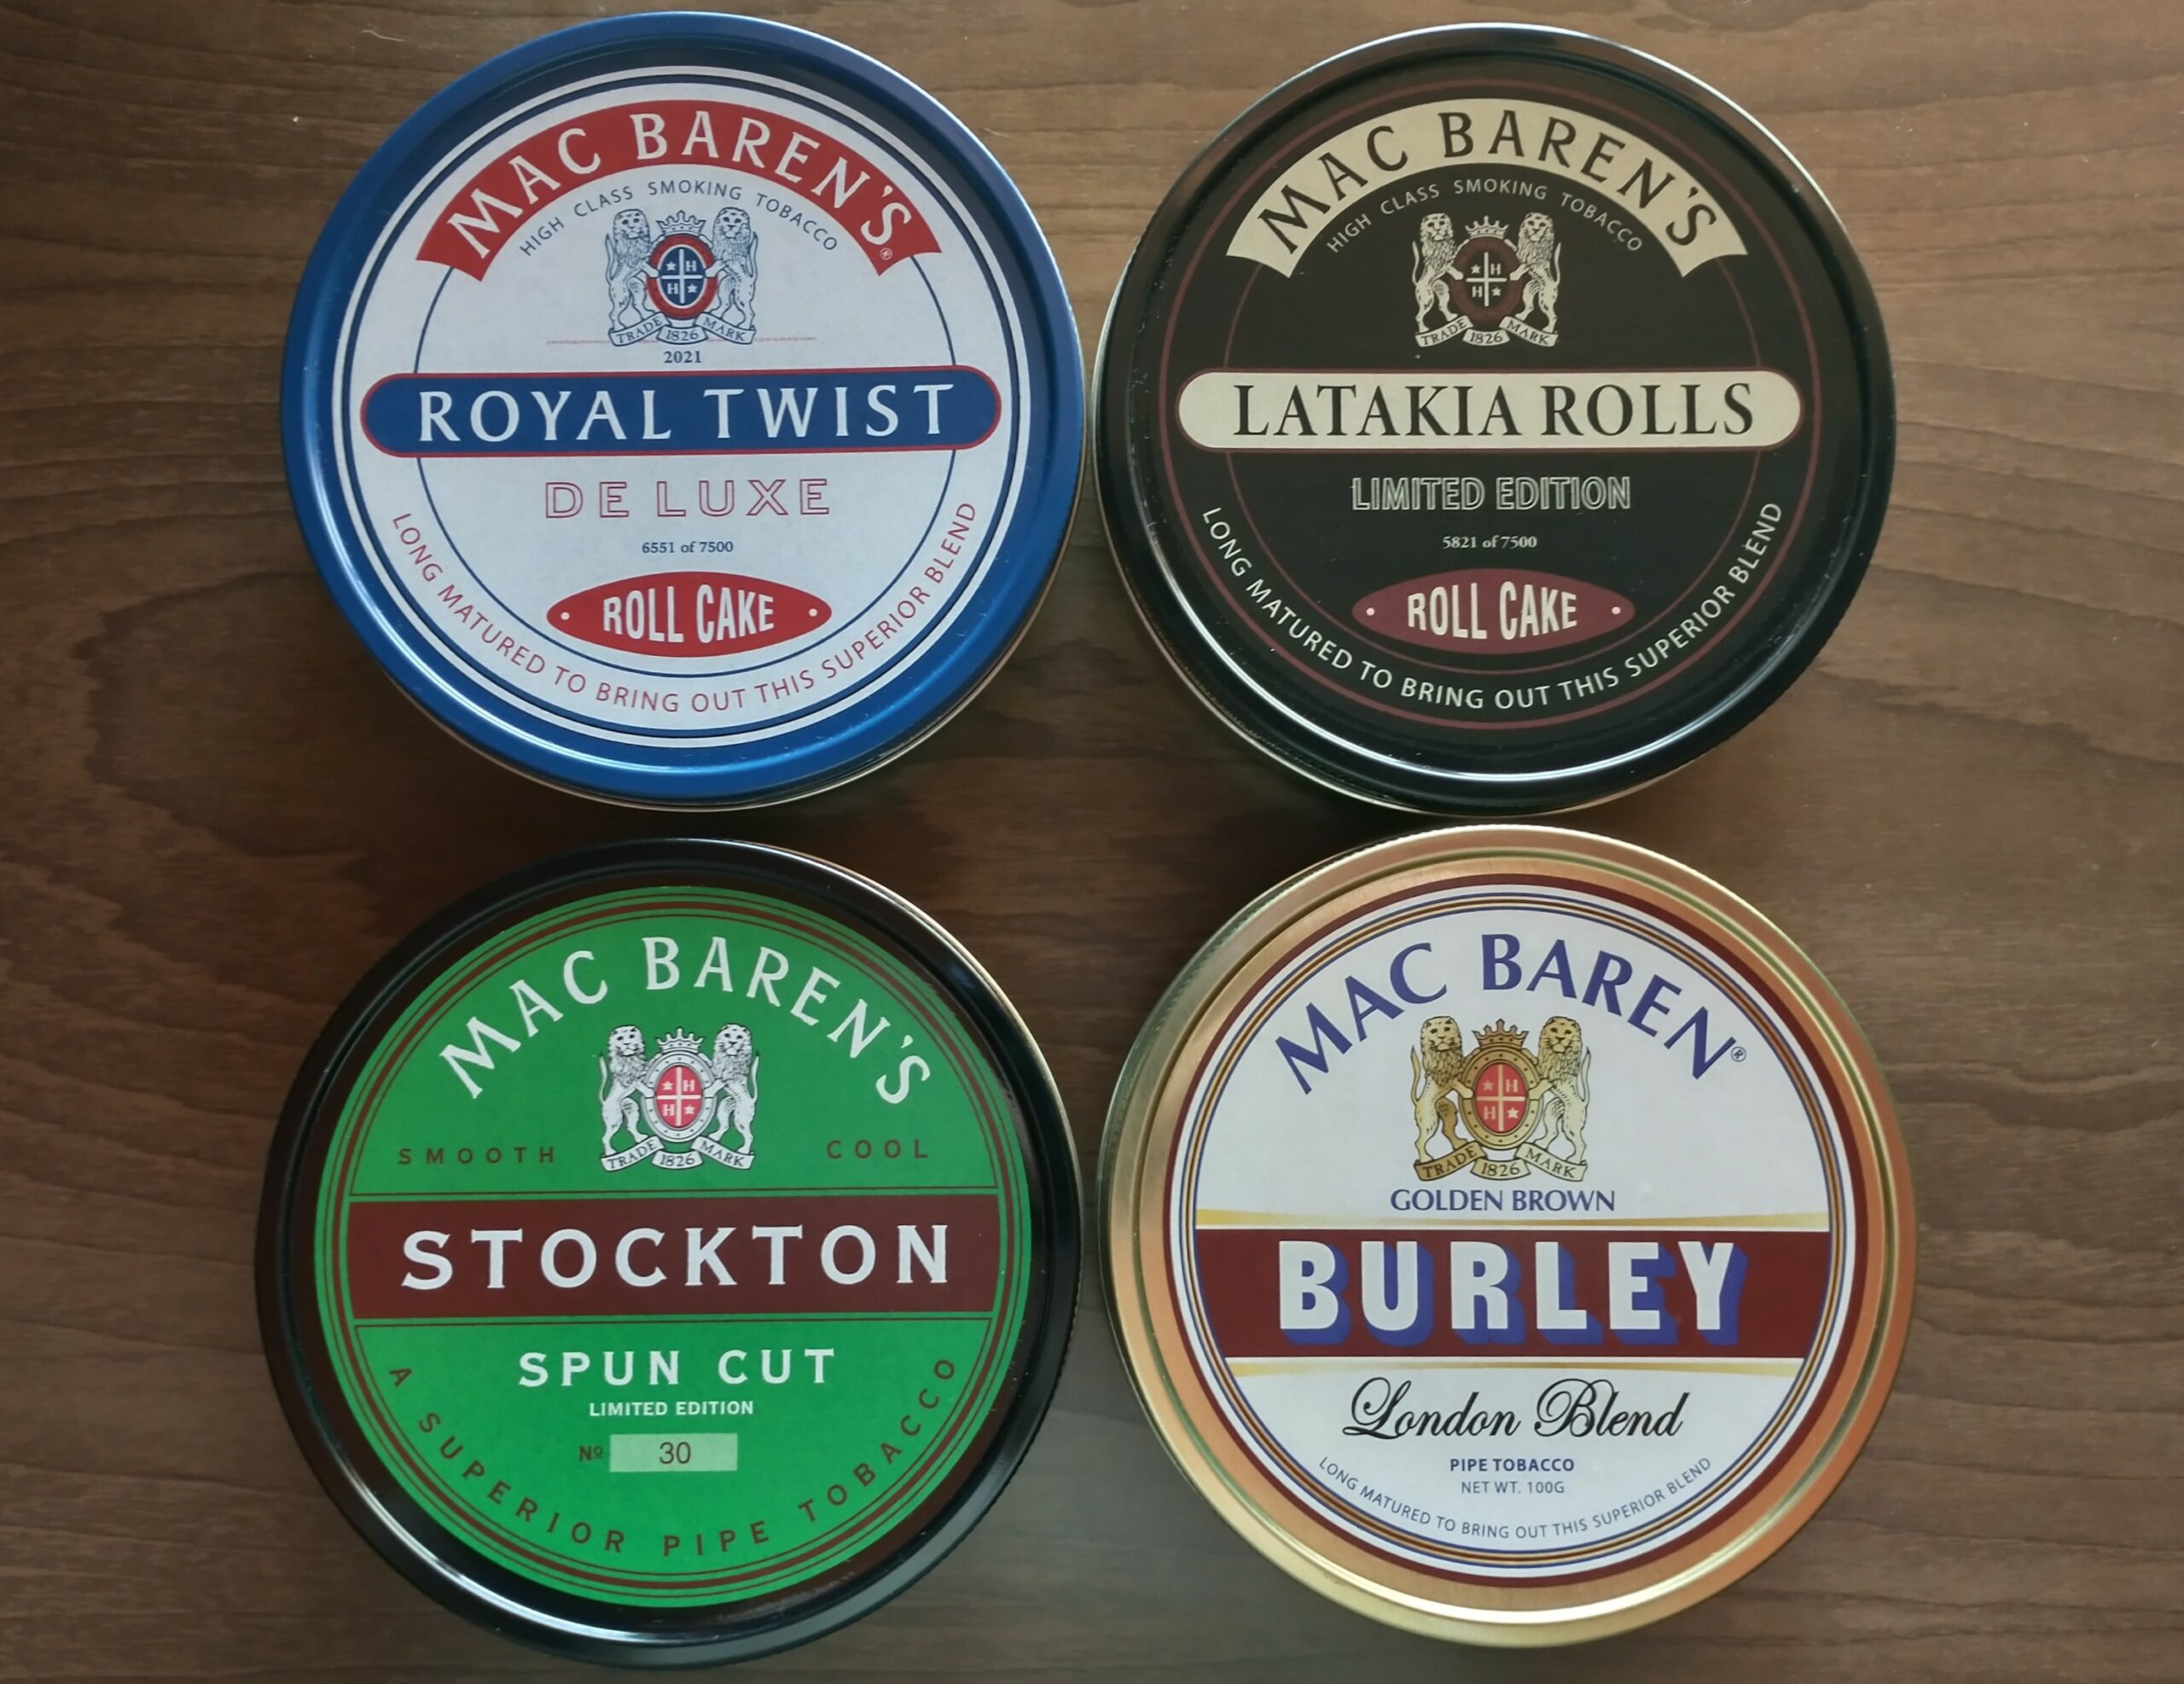 MAC BAREN'S®
HIGH CLASS SMOKING TOBACCO
H
H
TRADE 1826 MARK
2021
ROYAL TWIST
DE LUXE
6551 of 7500
ROLL CAKE
LONG MATURED TO BRING OUT THIS SUPERIOR BLEND
MAC BAREN'S
HIGH CLASS SMOKING TOBACCO
H
H
TRADE 1826 MARK
LATAKIA ROLLS
LIMITED EDITION
5821 of 7500
ROLL CAKE
LONG MATURED TO BRING OUT THIS SUPERIOR BLEND
MAC BAREN'S
H
H
SMOOTH COOL
TRADE 1826 MARK
STOCKTON
SPUN CUT
LIMITED EDITION
Nº 30
A SUPERIOR PIPE TOBACCO
MAC BAREN®
H
H
TRADE 1826 MARK
GOLDEN BROWN
BURLEY
London Blend
PIPE TOBACCO
NET WT. 100G
LONG MATURED TO BRING OUT THIS SUPERIOR BLEND